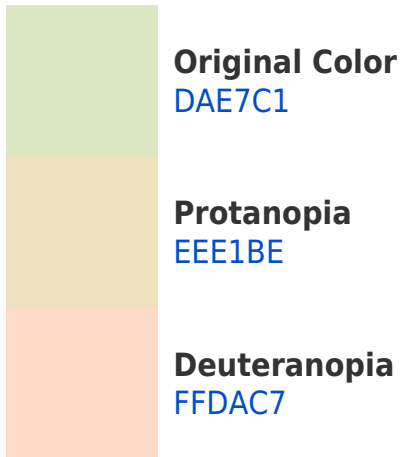 Original Color
DAE7C1
Protanopia
EEE1BE
Deuteranopia
FFDAC7